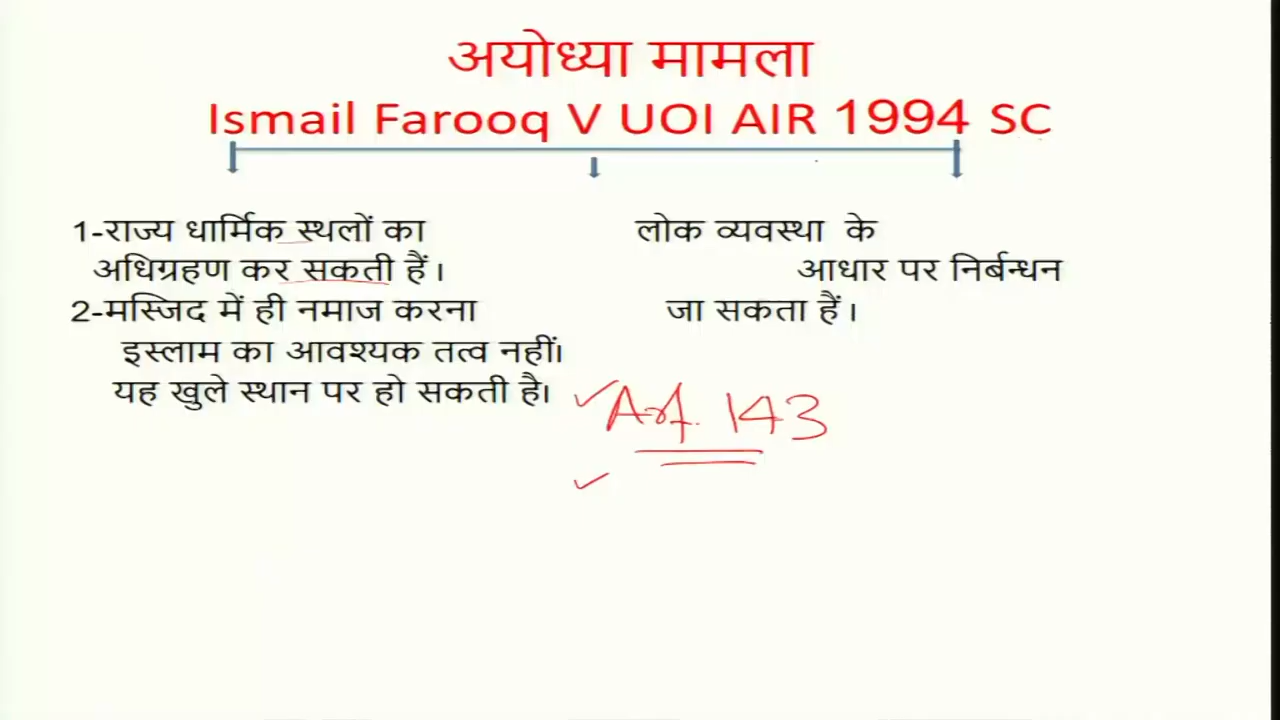 अयोध्या मामला
Ismail Farooq V UOI AIR 1994 SC
1-राज्य धार्मिक स्थलों का
अधिग्रहण कर सकती हैं।
2-मस्जिद में ही नमाज करना
इस्लाम का आवश्यक तत्व नहीं।
यह खुले स्थान पर हो सकती है।
लोक व्यवस्था के
आधार पर निर्बन्धन
जा सकता हैं।
Art. 143